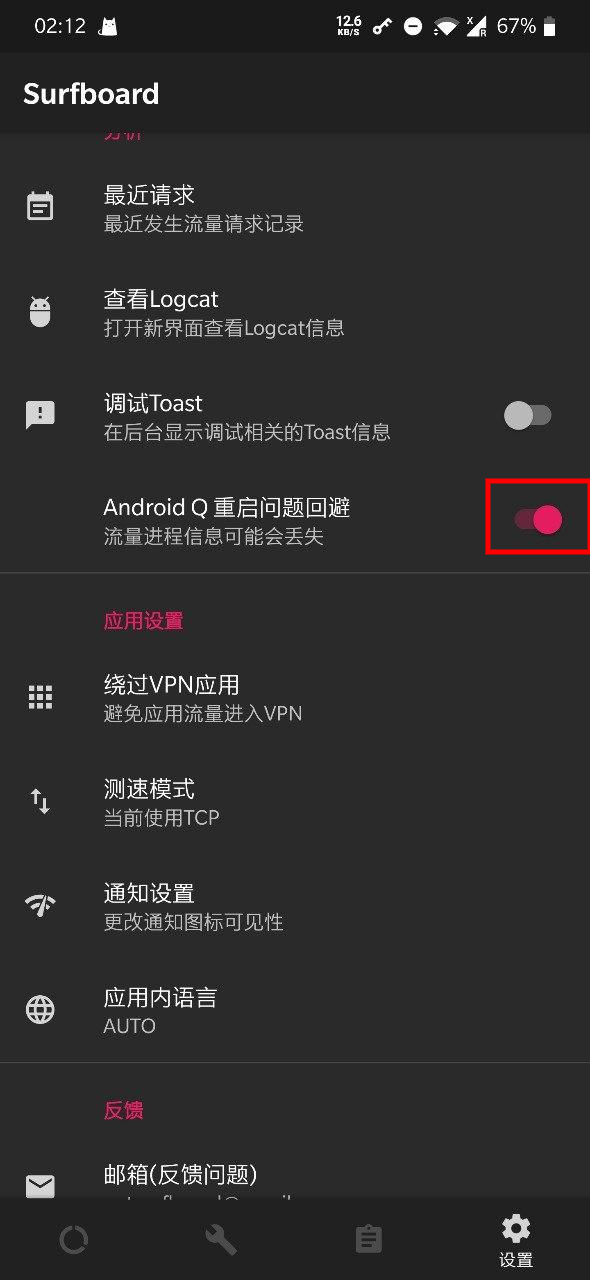 02:12
12.6
KB/S
X
R
67%
Surfboard
分析
最近请求
最近发生流量请求记录
查看Logcat
打开新界面查看Logcat信息
调试Toast
在后台显示调试相关的Toast信息
Android Q 重启问题回避
流量进程信息可能会丢失
应用设置
绕过VPN应用
避免应用流量进入VPN
测速模式
当前使用TCP
通知设置
更改通知图标可见性
应用内语言
AUTO
反馈
邮箱(反馈问题)
设置